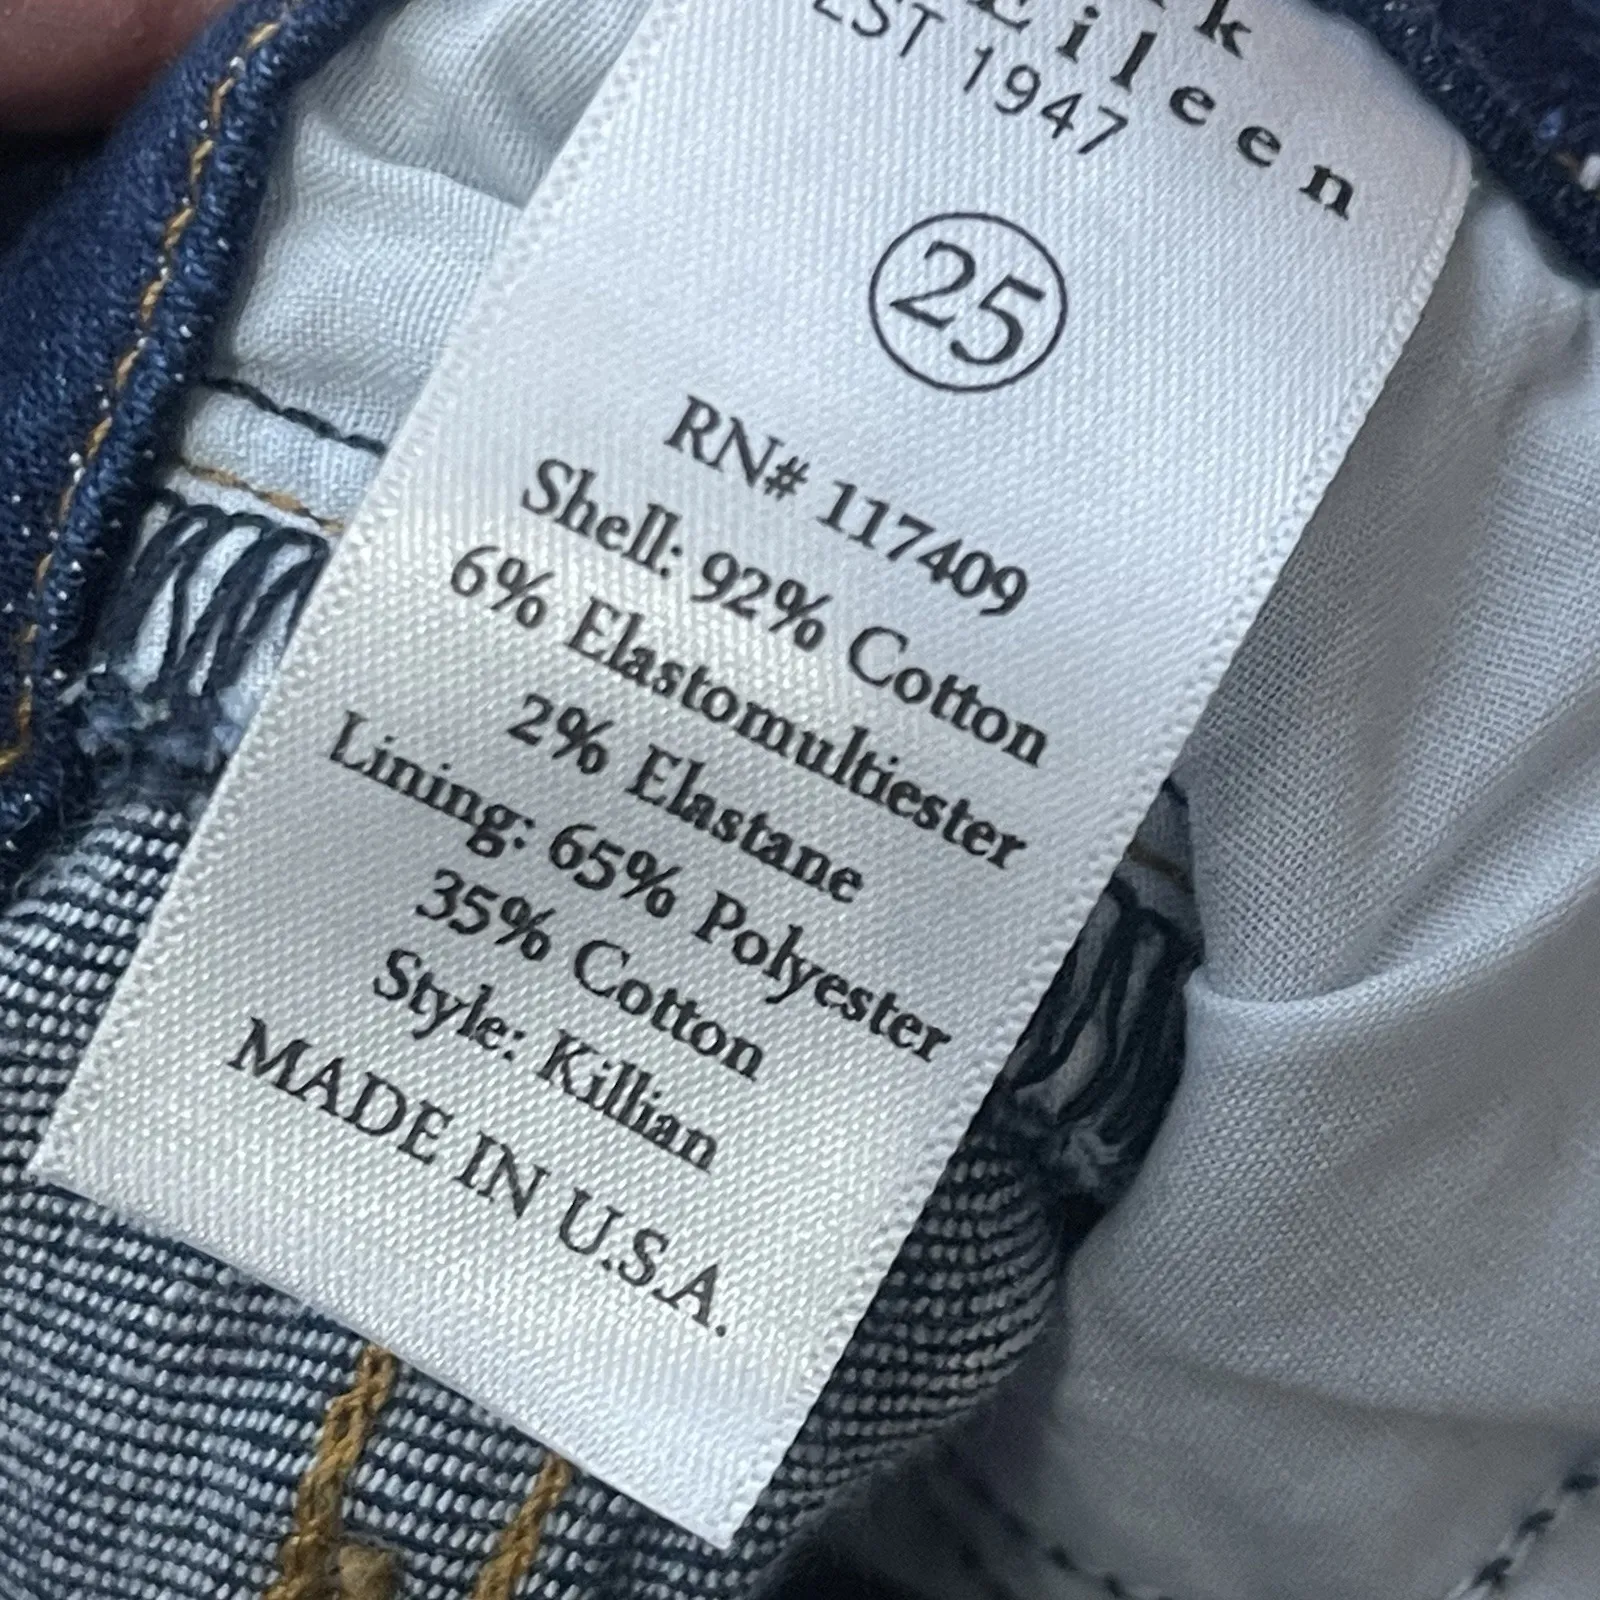 Eileen
EST 1947
25
RN# 117409
Shell: 92% Cotton
6% Elastomultiester
2% Elastane
Lining: 65% Polyester
35% Cotton
Style: Killian
MADE IN U.S.A.